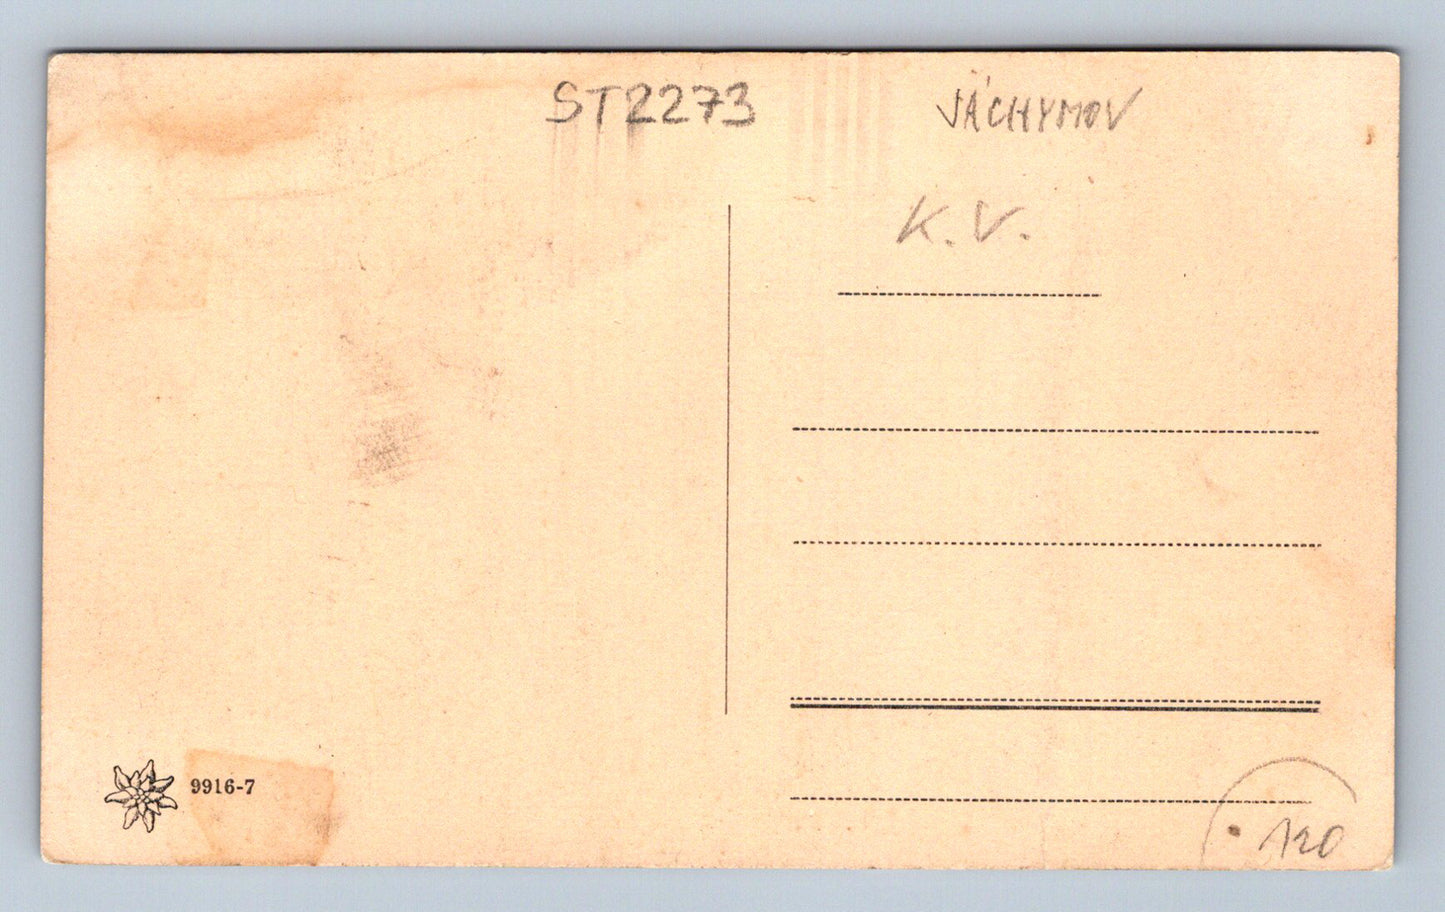 ST2273
JÁCHYMOV
K. V.
9916-7
120